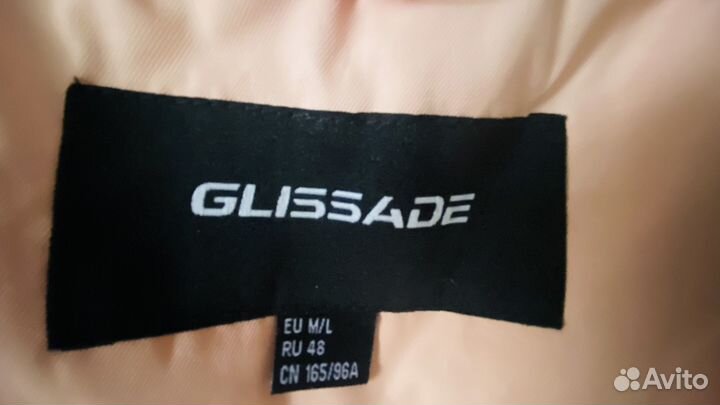 GLISSADE
EU M/L
RU 48
CN 165/96A
Avito